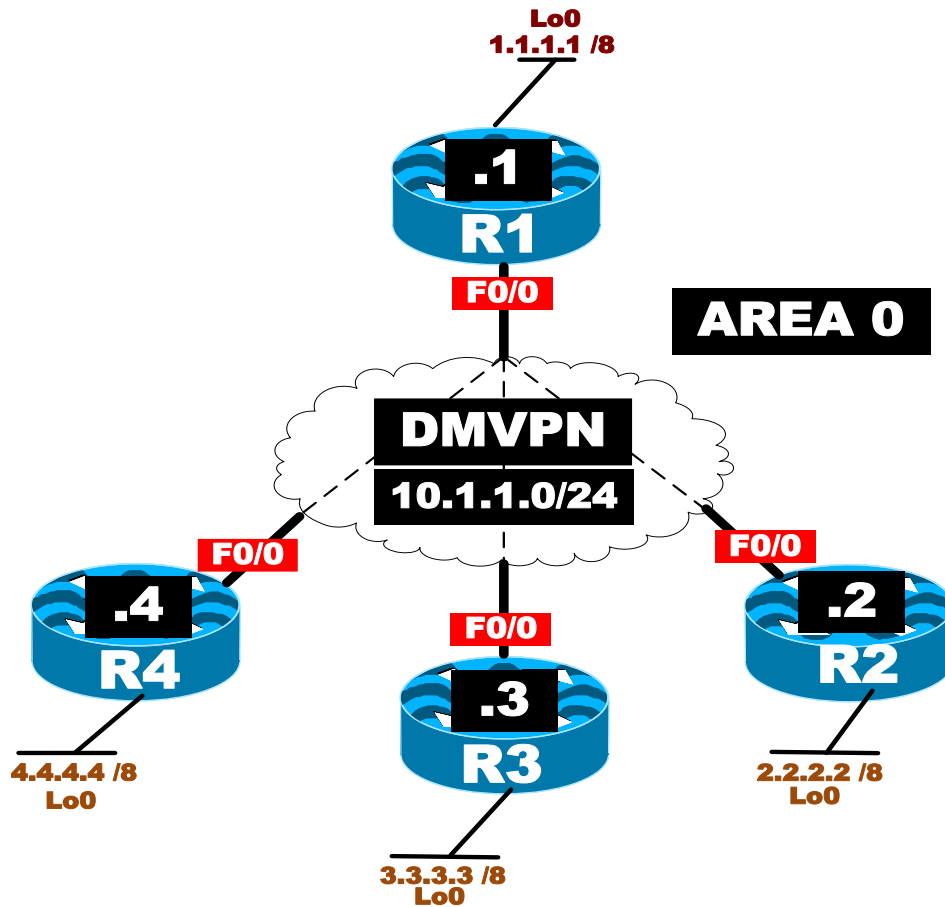 Lo0
1.1.1.1 /8
.1
R1
F0/0
AREA 0
DMVPN
10.1.1.0/24
F0/0
F0/0
F0/0
.4
R4
.3
R3
.2
R2
4.4.4.4 /8
Lo0
3.3.3.3 /8
Lo0
2.2.2.2 /8
Lo0